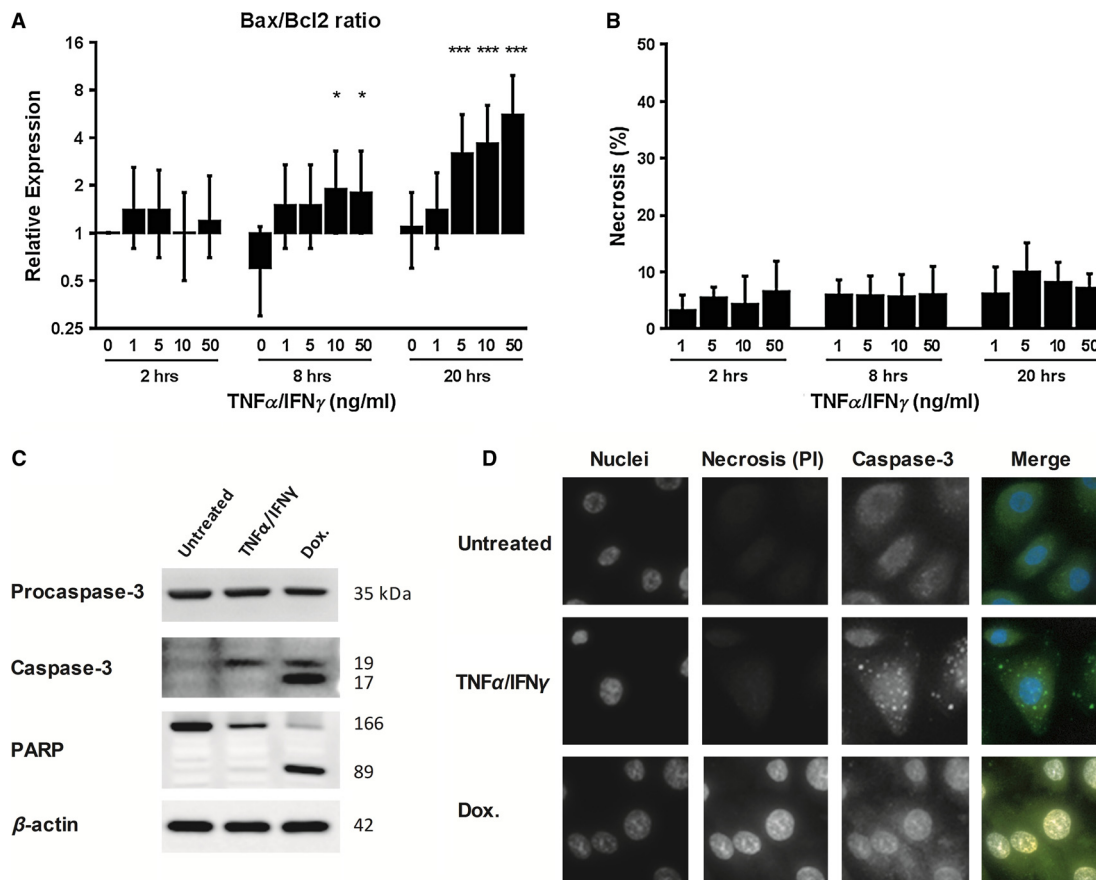 A
Bax/Bcl2 ratio
Relative Expression
16
8
4
2
1
0.5
0.25
* *
*** *** ***
0 1 5 10 50 0 1 5 10 50 0 1 5 10 50
2 hrs 8 hrs 20 hrs
TNFα/IFNγ (ng/ml)
B
Necrosis (%)
50
40
30
20
10
0
1 5 10 50 1 5 10 50 1 5 10 50
2 hrs 8 hrs 20 hrs
TNFα/IFNγ (ng/ml)
C
Untreated TNFα/IFNγ Dox.
Procaspase-3 35 kDa
Caspase-3 19
17
PARP 166
89
β-actin 42
D
Nuclei Necrosis (PI) Caspase-3 Merge
Untreated
TNFα/IFNγ
Dox.